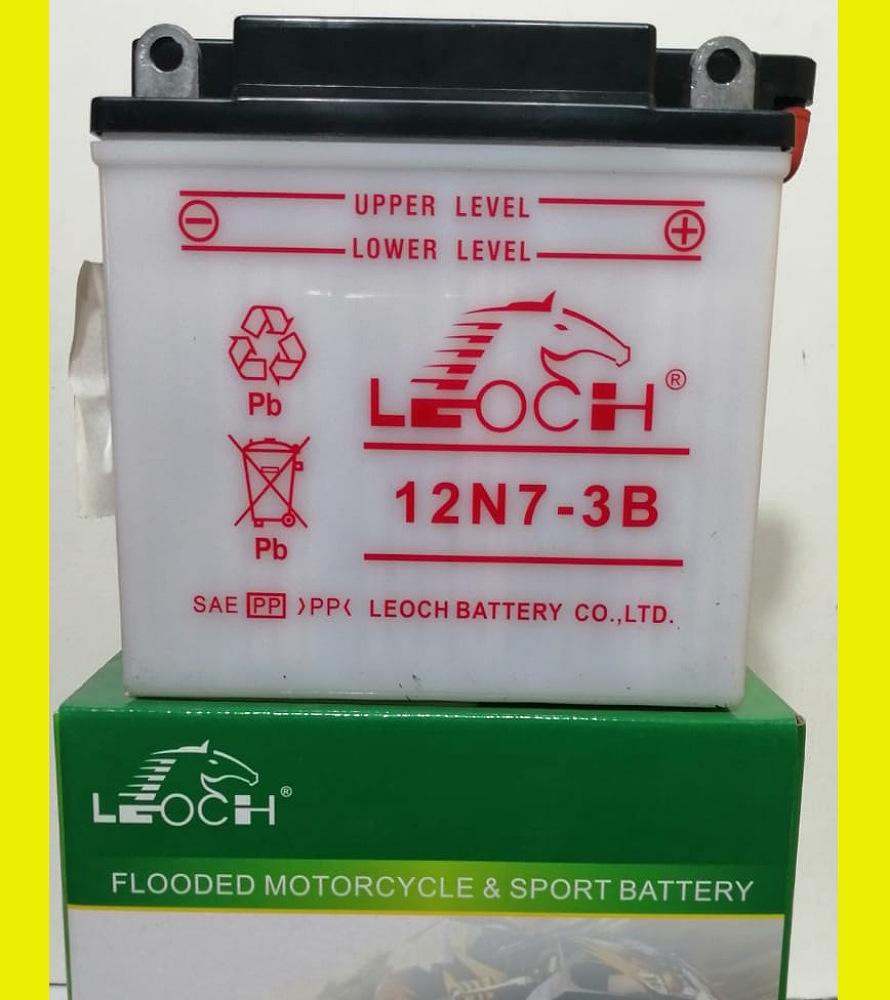 UPPER LEVEL
LOWER LEVEL
LEOCH®
Pb
12N7-3B
Pb
SAE PP >PP< LEOCH BATTERY CO.,LTD.
LEOCH®
FLOODED MOTORCYCLE & SPORT BATTERY